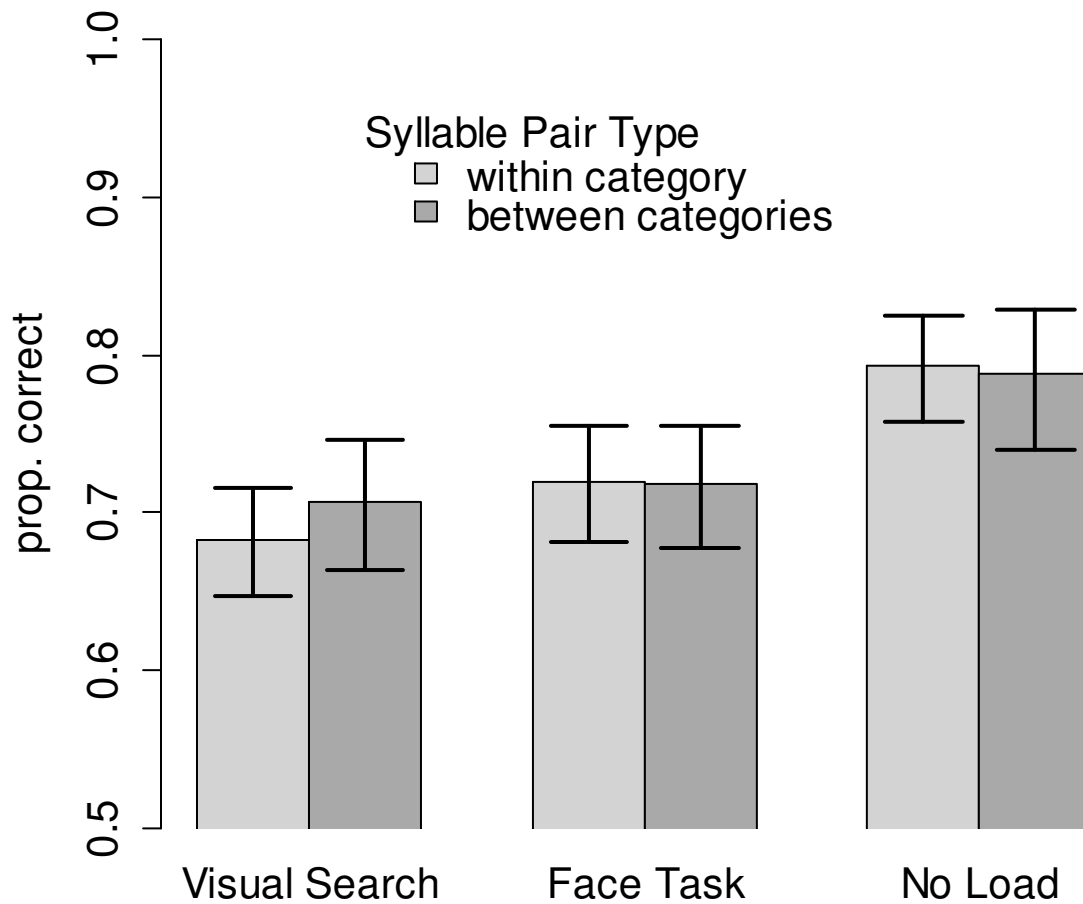 1.0
0.9
0.8
0.7
0.6
0.5
prop. correct
Syllable Pair Type
within category
between categories
Visual Search
Face Task
No Load